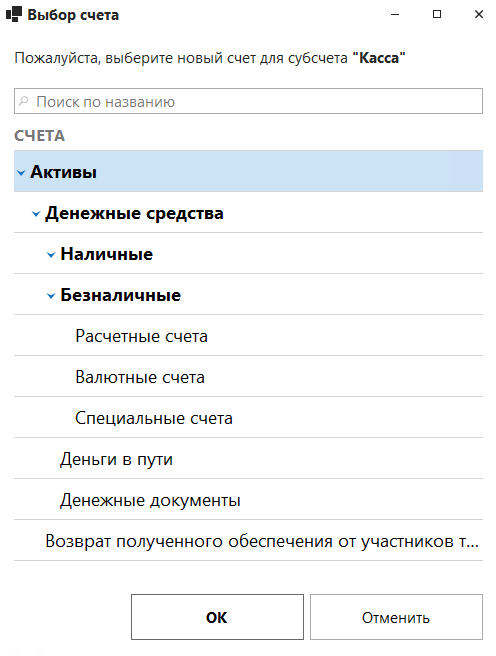 Выбор счета
Пожалуйста, выберите новый счет для субсчета "Касса"
Поиск по названию
СЧЕТА
Активы
Денежные средства
Наличные
Безналичные
Расчетные счета
Валютные счета
Специальные счета
Деньги в пути
Денежные документы
Возврат полученного обеспечения от участников т...
ОК
Отменить